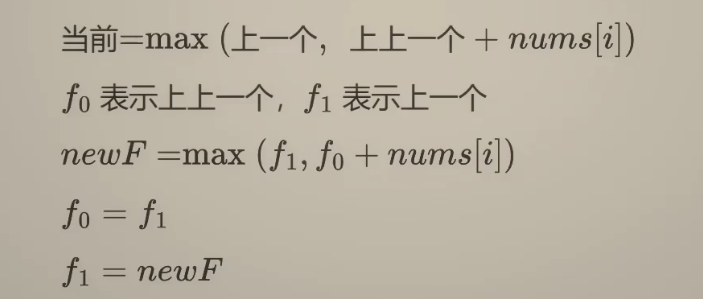 当前=max (上一个, 上上一个 + nums[i])
f₀ 表示上上一个, f₁ 表示上一个
newF =max (f₁, f₀ + nums[i])
f₀ = f₁
f₁ = newF